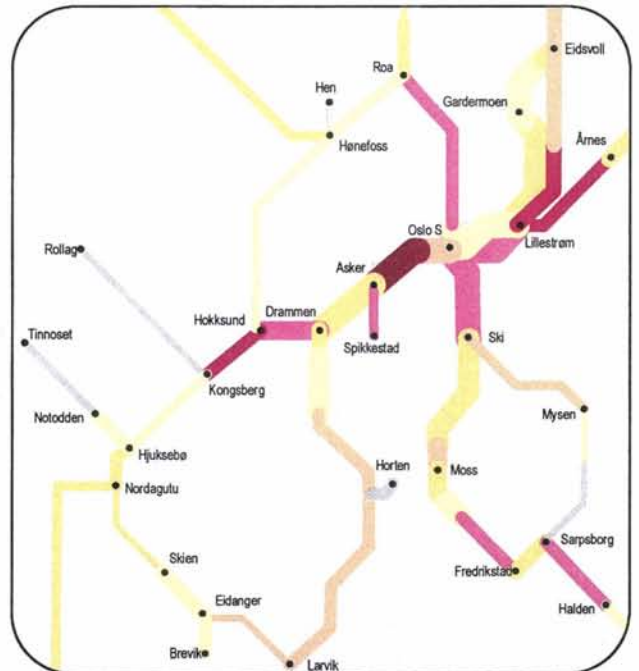 Eidsvoll
Roa
Hen
Gardermoen
Årnes
Hønefoss
Oslo S
Lillestrøm
Rollag
Asker
Hokksund
Drammen
Tinnoset
Spikkestad
Ski
Kongsberg
Notodden
Mysen
Hjuksebø
Horten
Moss
Nordagutu
Sarpsborg
Skien
Fredrikstad
Eidanger
Halden
Brevik
Larvik